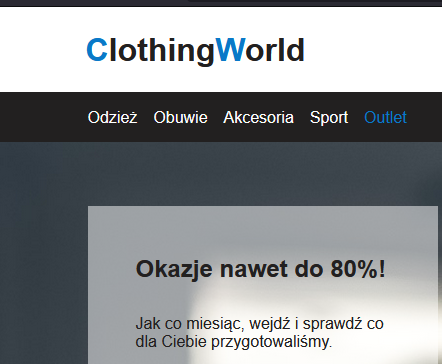 ClothingWorld
Odzież Obuwie Akcesoria Sport Outlet
Okazje nawet do 80%!
Jak co miesiąc, wejdź i sprawdź co
dla Ciebie przygotowaliśmy.